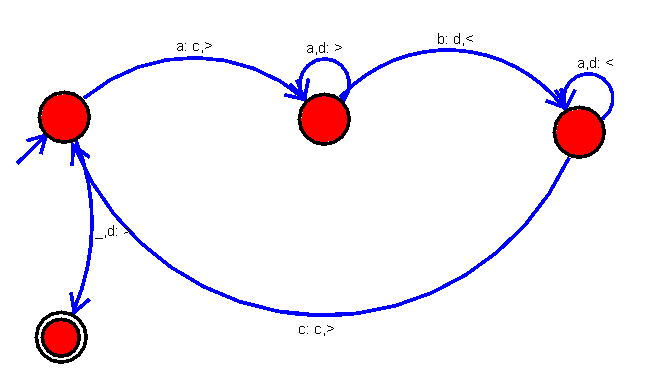 a: c,>
a,d: >
b: d,<
a,d: <
_,d: >
c: c,>